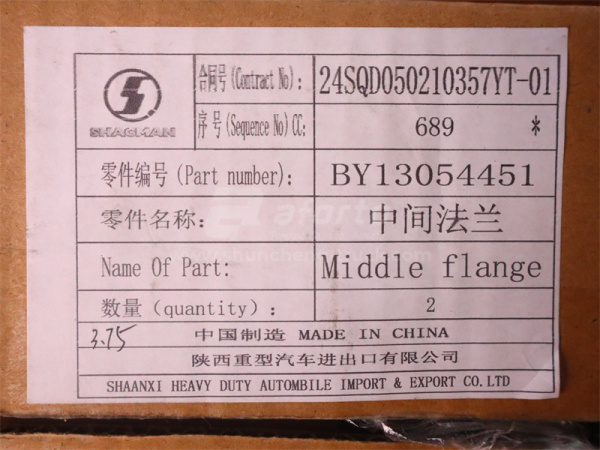 合同号(Contract No): 24SQD050210357YT-01
SHACMAN
序号(Sequence No)CC: 689 *
零件编号(Part number): BY13054451
零件名称: 中间法兰
Name Of Part: Middle flange
数量(quantity): 2
3.75
中国制造 MADE IN CHINA
陕西重型汽车进出口有限公司
SHAANXI HEAVY DUTY AUTOMBILE IMPORT & EXPORT CO.LTD